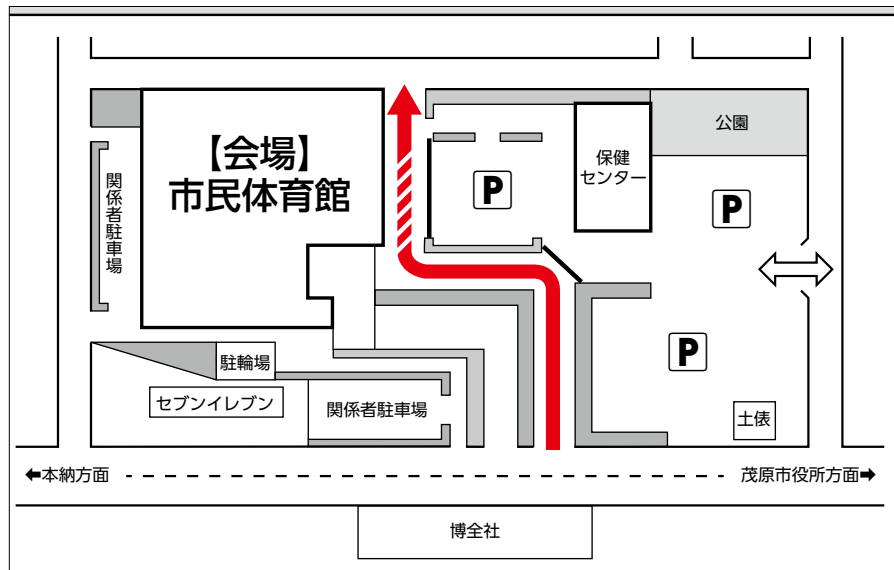 【会場】
市民体育館
関係者駐車場
P
保健
センター
公園
P
P
駐輪場
セブンイレブン
関係者駐車場
土俵
←本納方面
茂原市役所方面→
博全社